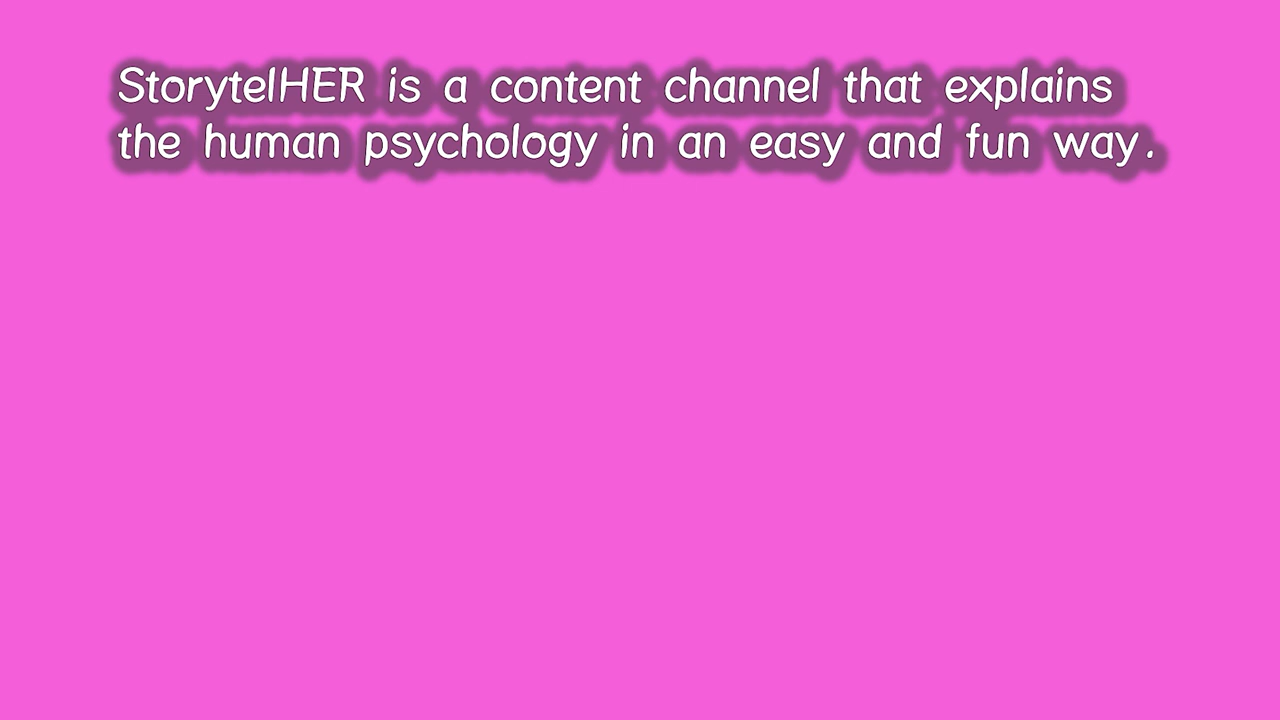 StorytelHER is a content channel that explains
the human psychology in an easy and fun way.